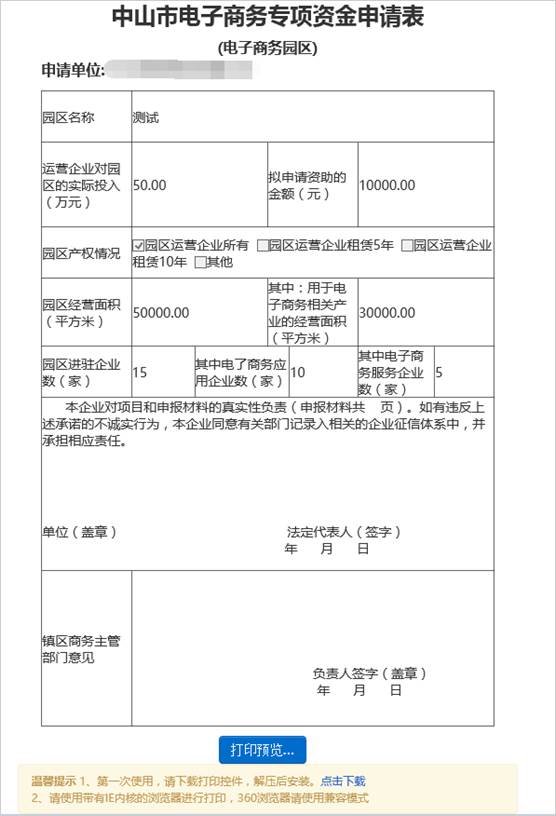 中山市电子商务专项资金申请表
(电子商务园区)
申请单位:
园区名称 测试
运营企业对园
区的实际投入
（万元） 50.00 拟申请资助的
金额（元） 10000.00
园区产权情况 园区运营企业所有 园区运营企业租赁5年 园区运营企业
租赁10年 其他
园区经营面积
（平方米） 50000.00 其中：用于电
子商务相关产
业的经营面积
（平方米） 30000.00
园区进驻企业
数（家） 15 其中电了商务应
用企业数（家） 10 其中电子商
务服务企业
数（家） 5
本企业对项目和申报材料的真实性负责（申报材料共 页）。如有违反上
述承诺的不诚实行为，本企业同意有关部门记录入相关的企业征信体系中，并
承担相应责任。
单位（盖章） 法定代表人（签字）
年 月 日
镇区商务主管
部门意见
负责人签字（盖章）
年 月 日
打印预览...
温馨提示 1、第一次使用，请下载打印控件，解压后安装。点击下载
2、请使用带有IE内核的浏览器进行打印，360浏览器请使用兼容模式